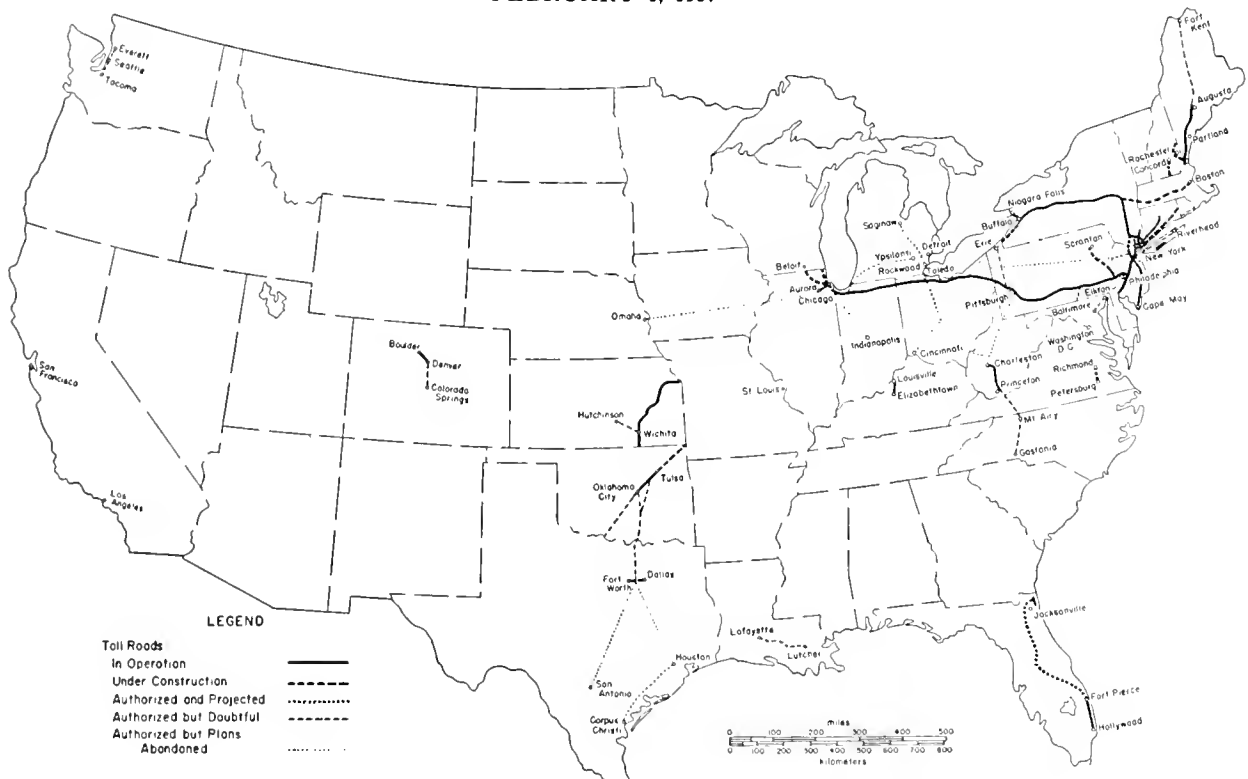 Everett
Seattle
Tacoma
Fort
Kent
Augusta
Portland
Rochester
Concord
Boston
Niagara Falls
Buffalo
Erie
Scranton
Riverhead
New York
Philadelphia
Saginaw
Detroit
Ypsilanti
Rockwood
Toledo
Beloit
Aurora
Chicago
Pittsburgh
Elkton
Baltimore
Cape May
Omaha
Indianapolis
Cincinnati
Washington
D.C.
Charleston
Richmond
Princeton
Petersburg
Boulder
Denver
Colorado
Springs
San
Francisco
St. Louis
Louisville
Elizabethtown
Mt. Airy
Gastonia
Hutchinson
Wichita
Oklahoma
City
Tulsa
Los
Angeles
Fort
Worth
Dallas
Jacksonville
Lafayette
Lutcher
Houston
San
Antonio
Corpus
Christi
Fort Pierce
Hollywood
LEGEND
Toll Roads
In Operation
Under Construction
Authorized and Projected
Authorized but Doubtful
Authorized but Plans
Abandoned
miles
0 100 200 300 400 500
0 100 200 300 400 500 600 700 800
kilometers